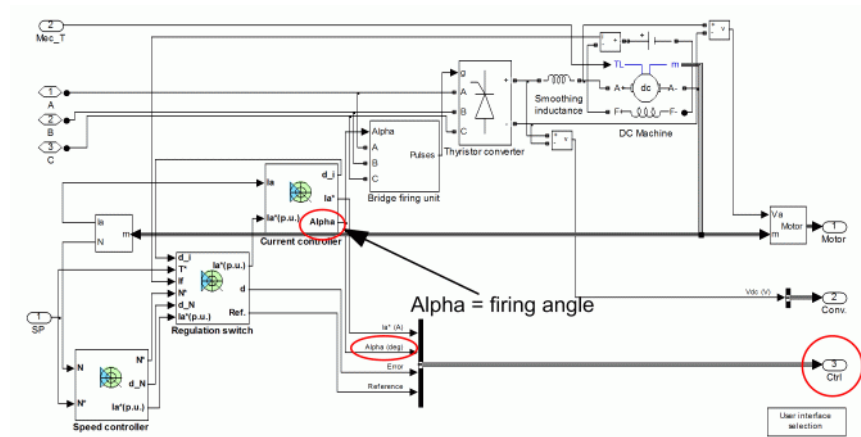 2
Mec_T
1
A
2
B
3
C
+
-
+
-
v
+
-
TL
m
A+
dc
A-
F+
F-
DC Machine
Smoothing
inductance
g
A
B
C
+
-
Thyristor converter
+
-
v
Alpha
A
B
C
Pulses
Bridge firing unit
Ia
Ia*(p.u.)
d_i
Ia*
Alpha
Current controller
Ia
N
m
Va
m
Motor
1
Motor
d_i
T*
If
N*
d_N
Ia*(p.u.)
Ia*(p.u.)
d
Ref.
Regulation switch
Alpha = firing angle
Vdc (V)
2
Conv.
1
SP
Ia* (A)
Alpha (deg)
Error
Reference
3
Ctrl
N
N*
N*
d_N
Ia*(p.u.)
Speed controller
User interface
selection